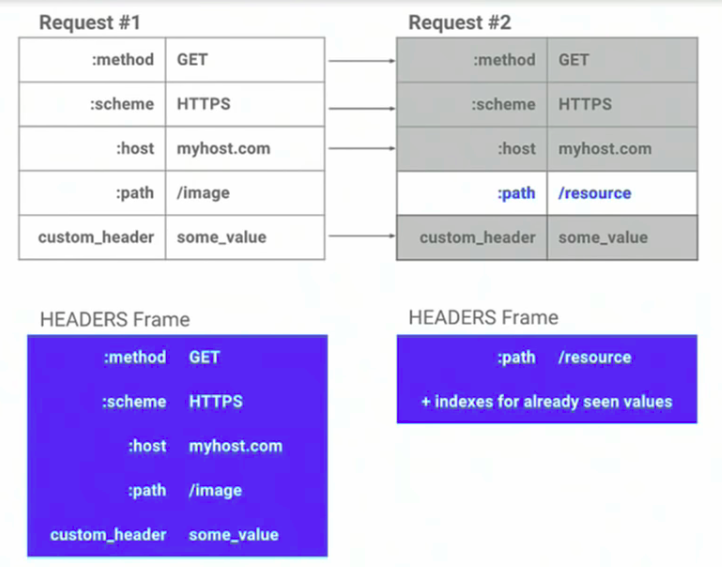 Request #1
:method GET
:scheme HTTPS
:host myhost.com
:path /image
custom_header some_value
Request #2
:method GET
:scheme HTTPS
:host myhost.com
:path /resource
custom_header some_value
HEADERS Frame
:method GET
:scheme HTTPS
:host myhost.com
:path /image
custom_header some_value
HEADERS Frame
:path /resource
+ indexes for already seen values